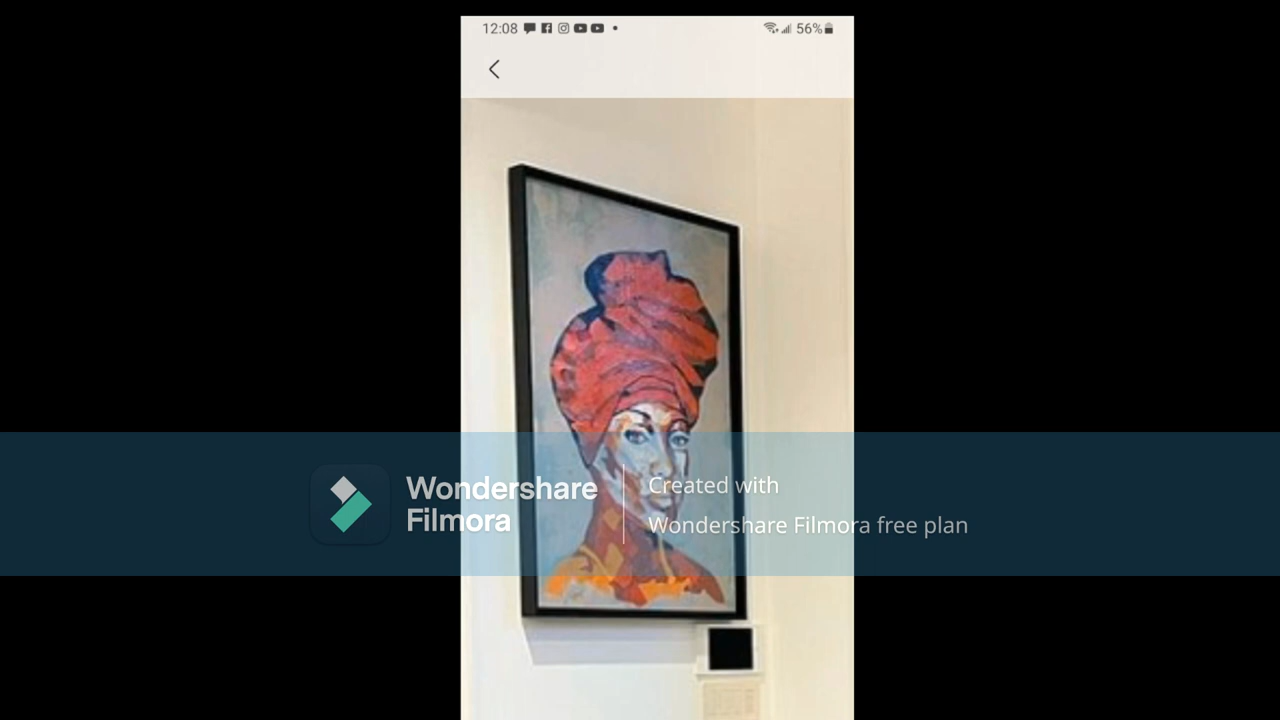 12:08
56%
Wondershare
Filmora
Created with
Wondershare Filmora free plan